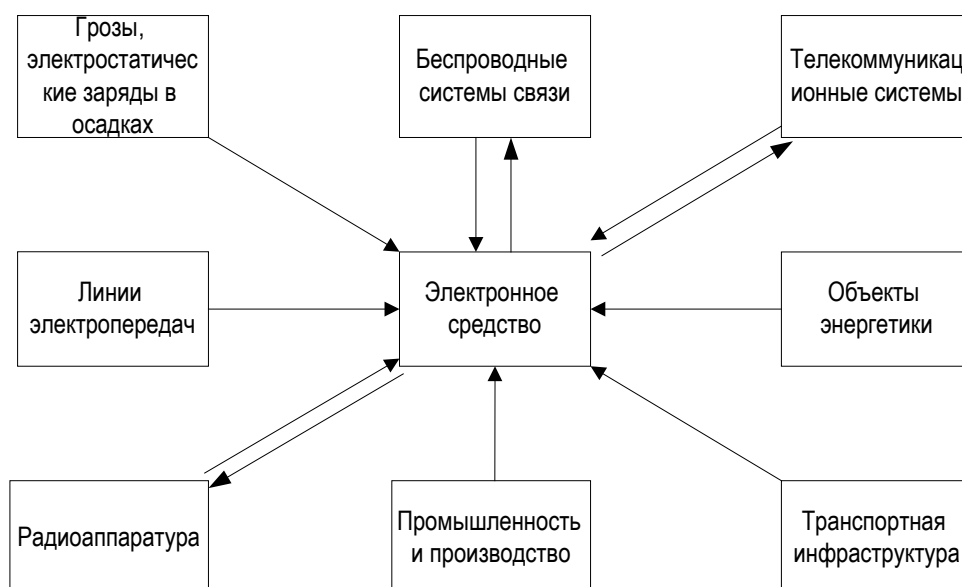 Грозы,
электростатичес
кие заряды в
осадках
Беспроводные
системы связи
Телекоммуникац
ионные системы
Линии
электропередач
Электронное
средство
Объекты
энергетики
Радиоаппаратура
Промышленность
и производство
Транспортная
инфраструктура